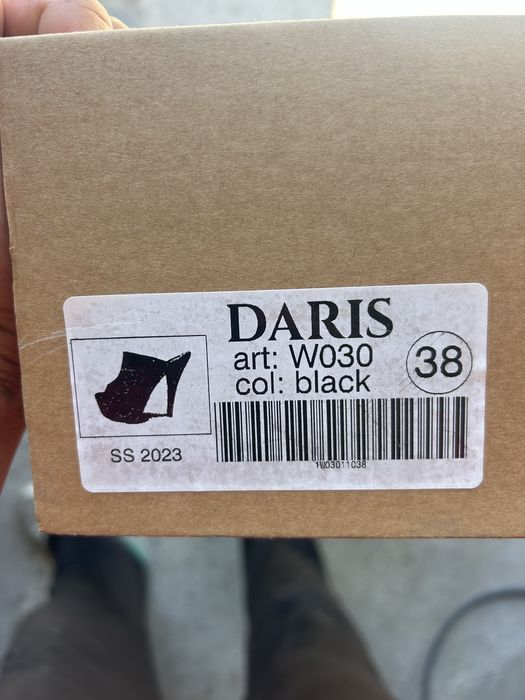 DARIS
art: W030
col: black
38
SS 2023
1W03011038